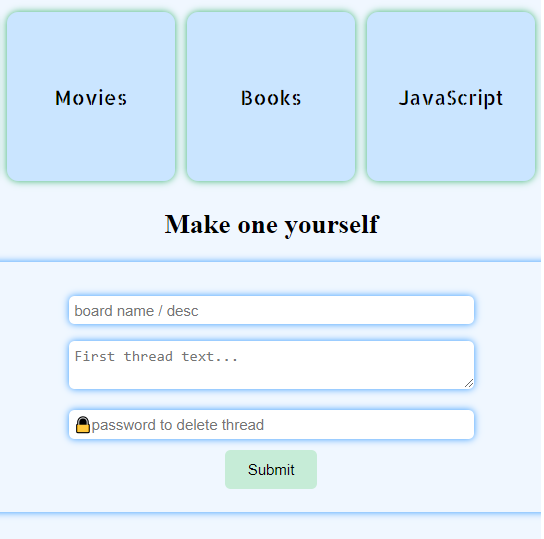 Movies Books JavaScript
Make one yourself
board name / desc
First thread text...
🔒password to delete thread
Submit